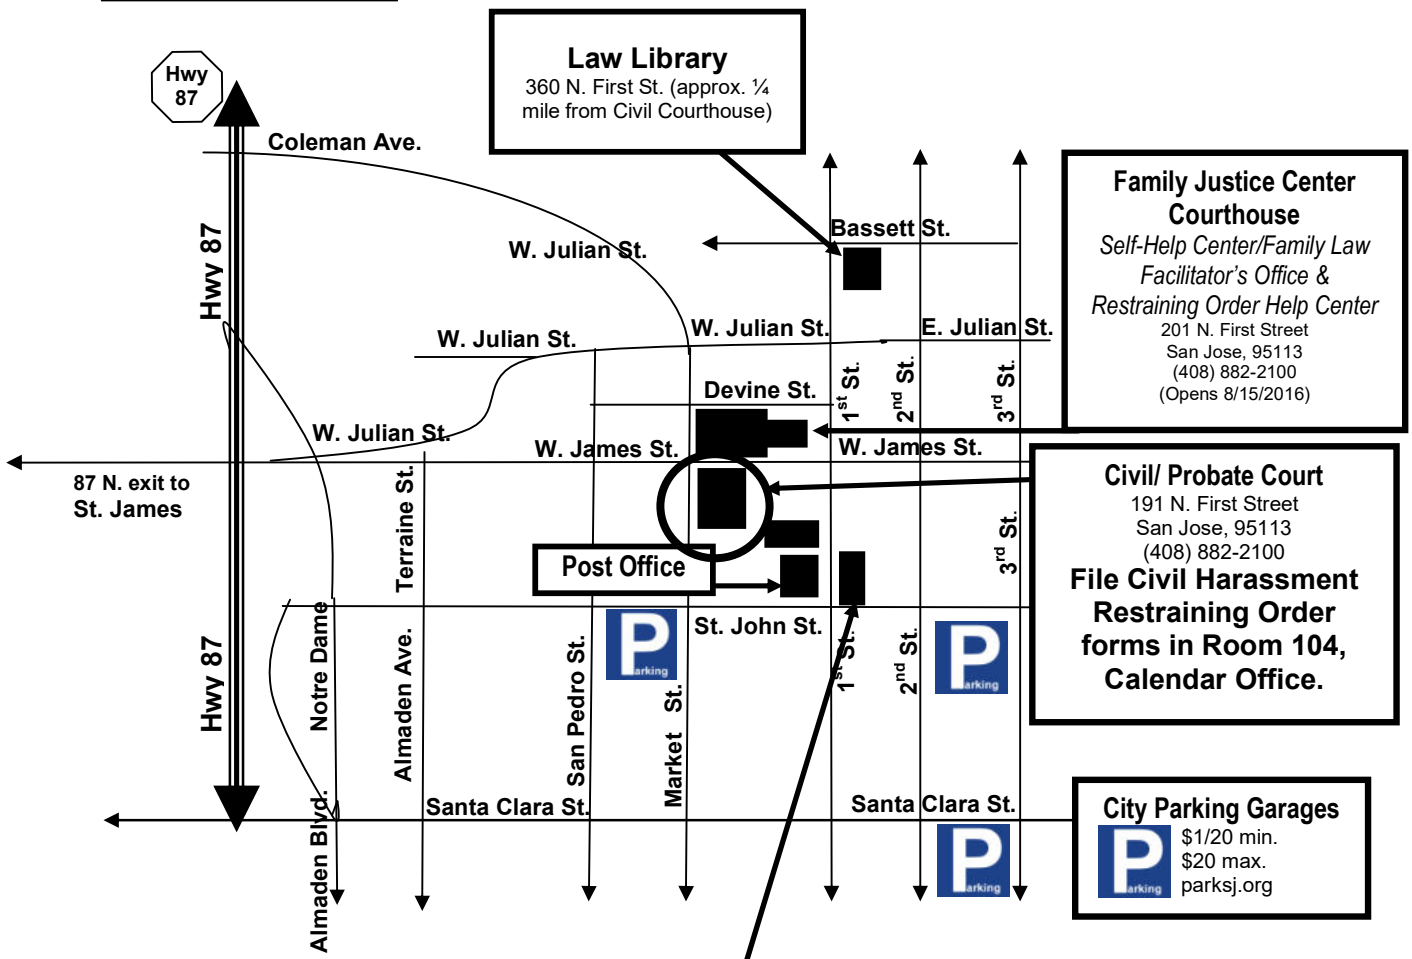 Law Library
360 N. First St. (approx. ¼
mile from Civil Courthouse)
Hwy
87
Coleman Ave.
Family Justice Center
Courthouse
Self-Help Center/Family Law
Facilitator’s Office &
Restraining Order Help Center
201 N. First Street
San Jose, 95113
(408) 882-2100
(Opens 8/15/2016)
Bassett St.
W. Julian St.
Hwy 87
W. Julian St.
W. Julian St.
E. Julian St.
Devine St.
1st St.
2nd St.
3rd St.
W. Julian St.
W. James St.
W. James St.
87 N. exit to
St. James
Civil/ Probate Court
191 N. First Street
San Jose, 95113
(408) 882-2100
File Civil Harassment
Restraining Order
forms in Room 104,
Calendar Office.
Terraine St.
3rd St.
Post Office
St. John St.
P
arking
P
arking
Hwy 87
Notre Dame
Almaden Ave.
San Pedro St.
Market St.
1st St.
2nd St.
Almaden Blvd.
Santa Clara St.
Santa Clara St.
P
arking
City Parking Garages
P
arking
$1/20 min.
$20 max.
parksj.org